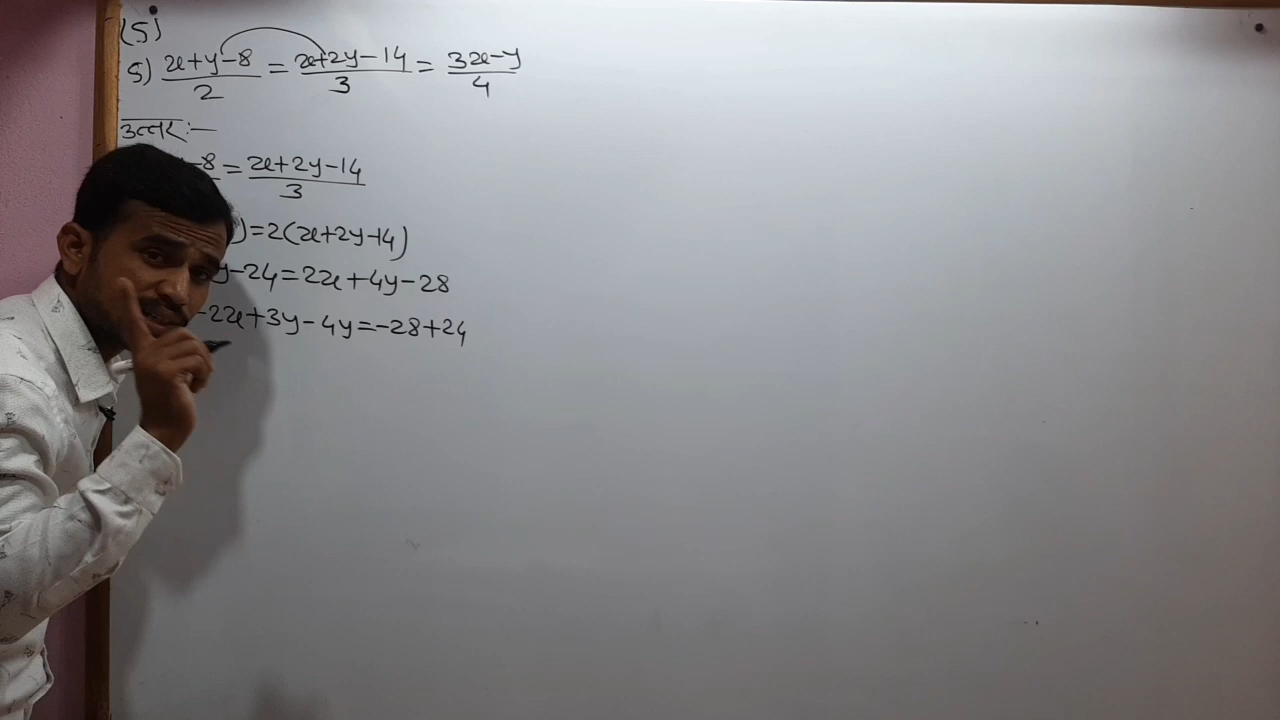 (5)
5) (x+y-8)/2 = (x+2y-14)/3 = (3x-y)/4
उत्तर:—
-8 = (x+2y-14)/3
)=2(x+2y-14)
y-24=2x+4y-28
-2x+3y-4y=-28+24